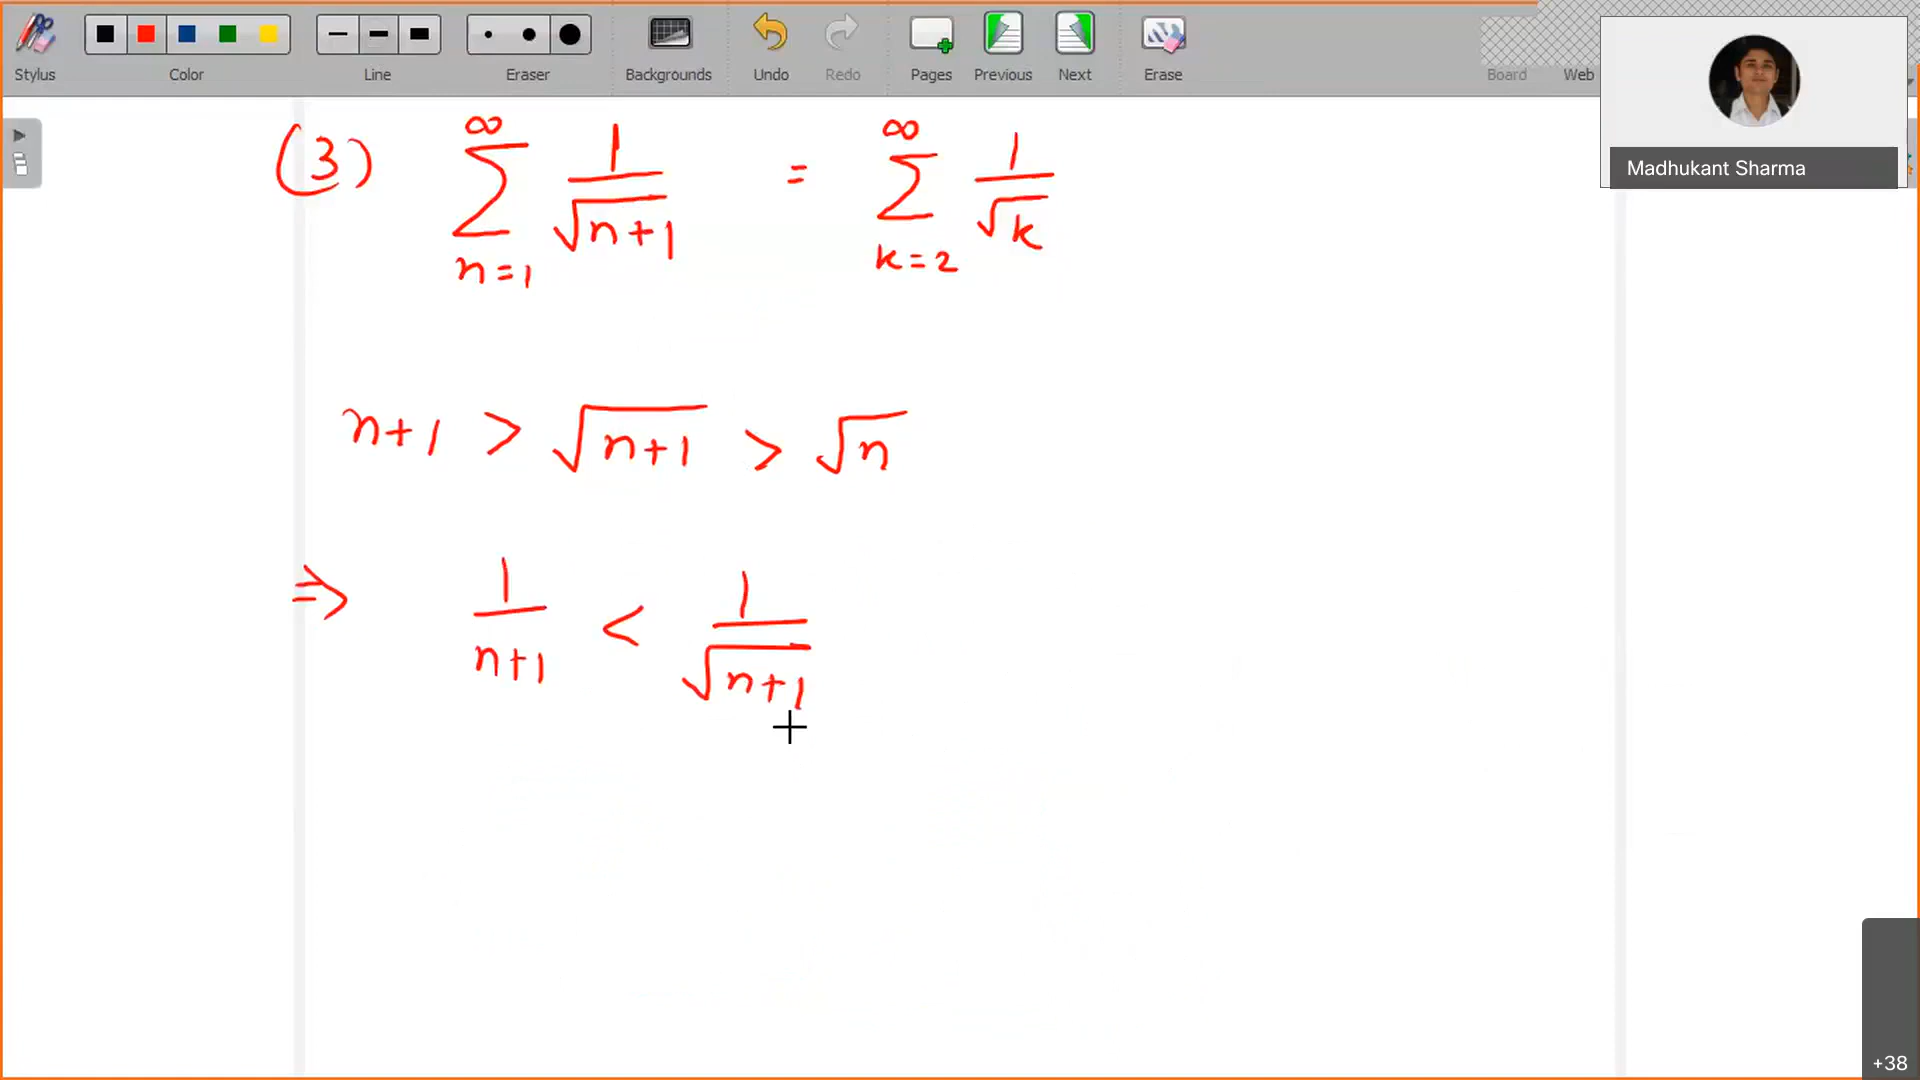 Stylus Color Line Eraser Backgrounds Undo Redo Pages Previous Next Erase Board Web
Madhukant Sharma
(3) ∞ ∑ n=1 1/√(n+1) = ∞ ∑ k=2 1/√k
n+1 > √(n+1) > √n
⇒ 1/(n+1) < 1/√(n+1)
+38